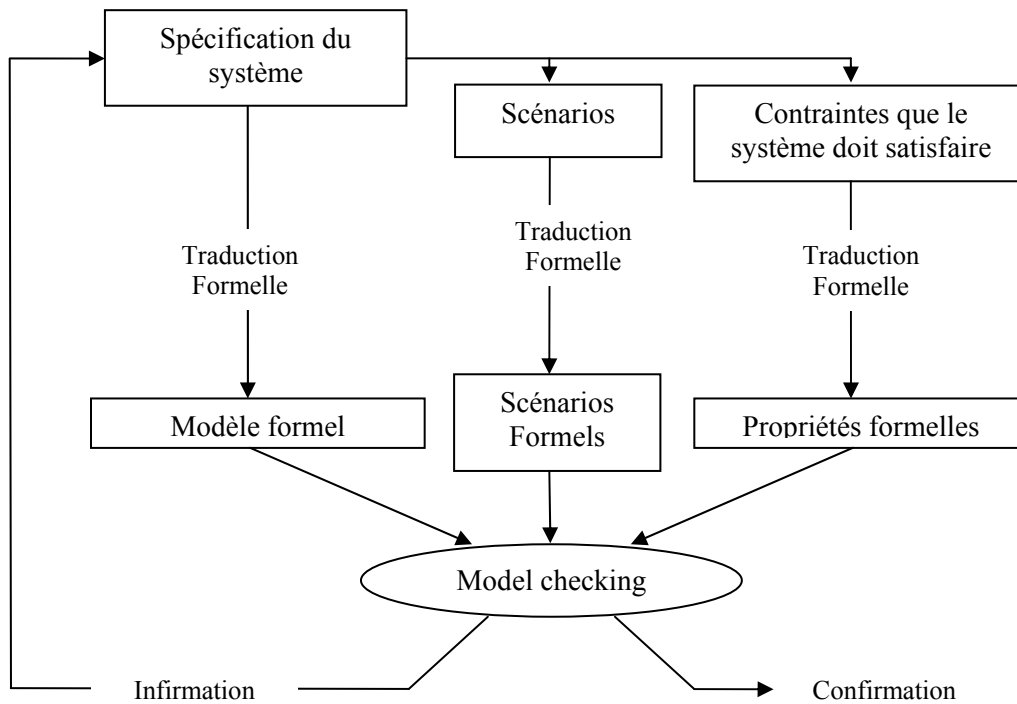 Spécification du
système
Scénarios
Contraintes que le
système doit satisfaire
Traduction
Formelle
Traduction
Formelle
Traduction
Formelle
Modèle formel
Scénarios
Formels
Propriétés formelles
Model checking
Infirmation
Confirmation